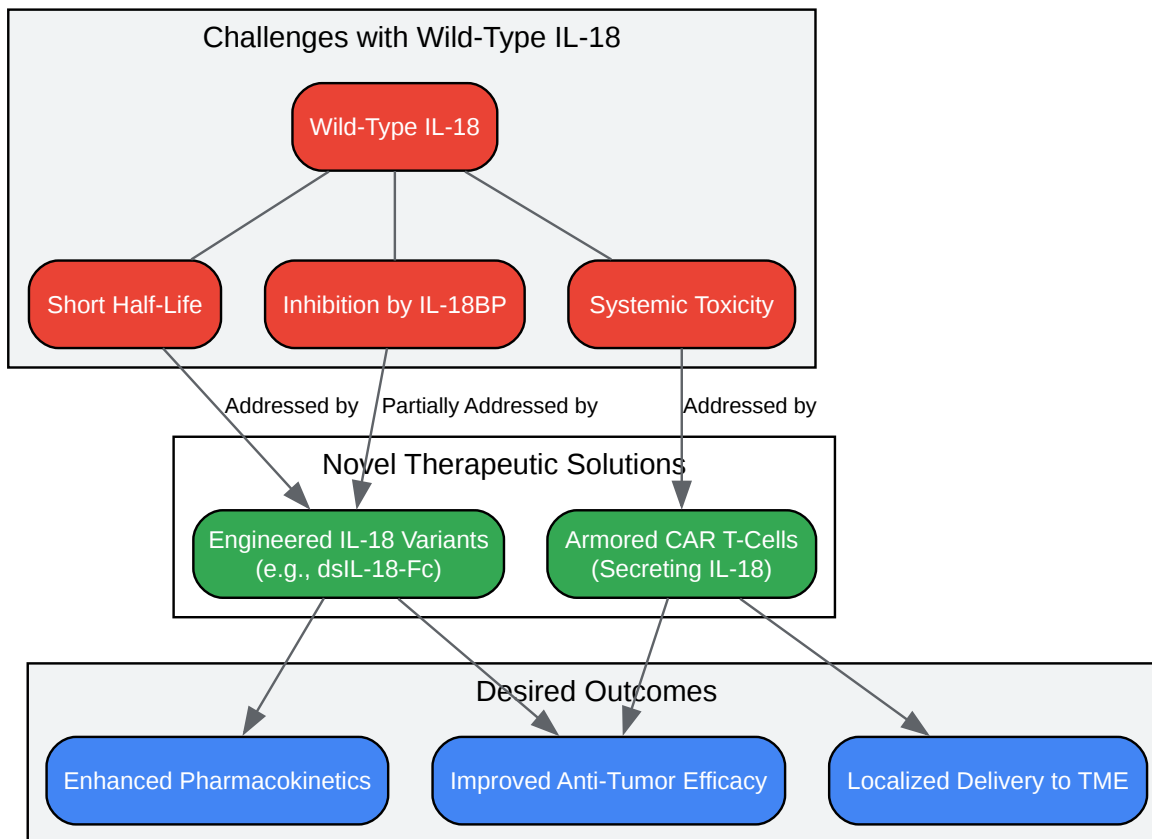 Challenges with Wild-Type IL-18
Wild-Type IL-18
Short Half-Life
Inhibition by IL-18BP
Systemic Toxicity
Addressed by
Partially Addressed by
Addressed by
Novel Therapeutic Solutions
Engineered IL-18 Variants
(e.g., dsIL-18-Fc)
Armored CAR T-Cells
(Secreting IL-18)
Desired Outcomes
Enhanced Pharmacokinetics
Improved Anti-Tumor Efficacy
Localized Delivery to TME